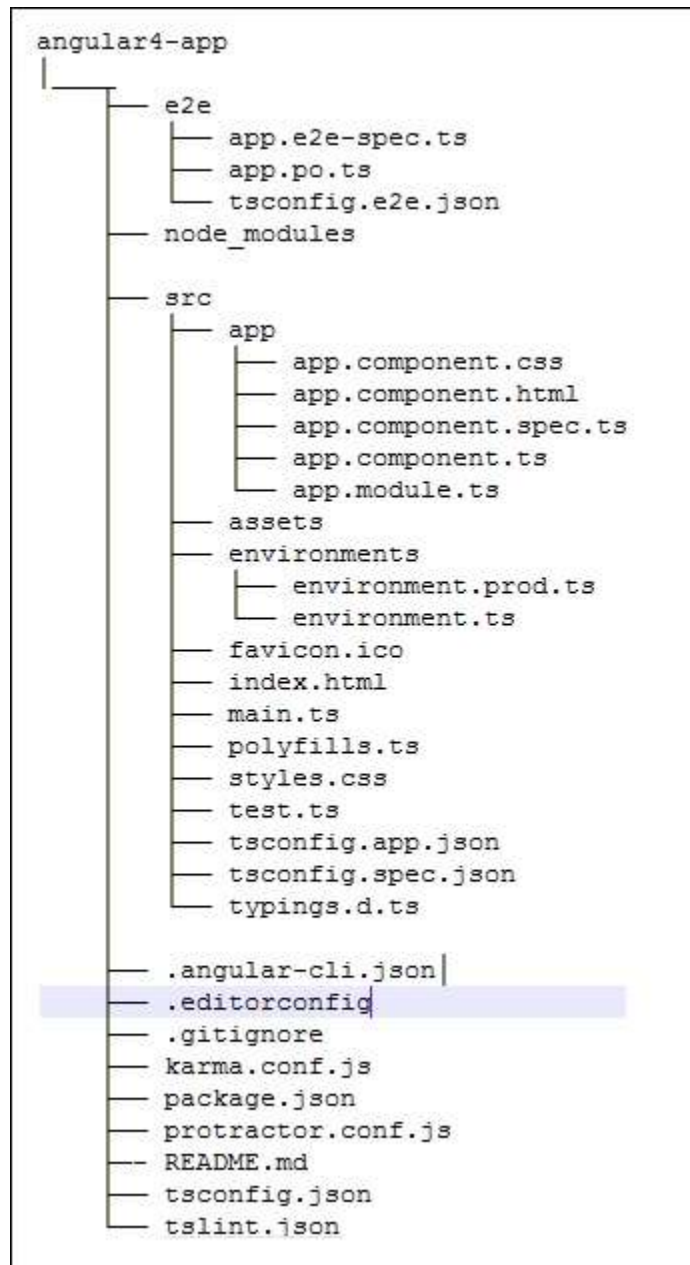 angular4-app
e2e
app.e2e-spec.ts
app.po.ts
tsconfig.e2e.json
node_modules
src
app
app.component.css
app.component.html
app.component.spec.ts
app.component.ts
app.module.ts
assets
environments
environment.prod.ts
environment.ts
favicon.ico
index.html
main.ts
polyfills.ts
styles.css
test.ts
tsconfig.app.json
tsconfig.spec.json
typings.d.ts
.angular-cli.json
.editorconfig
.gitignore
karma.conf.js
package.json
protractor.conf.js
README.md
tsconfig.json
tslint.json